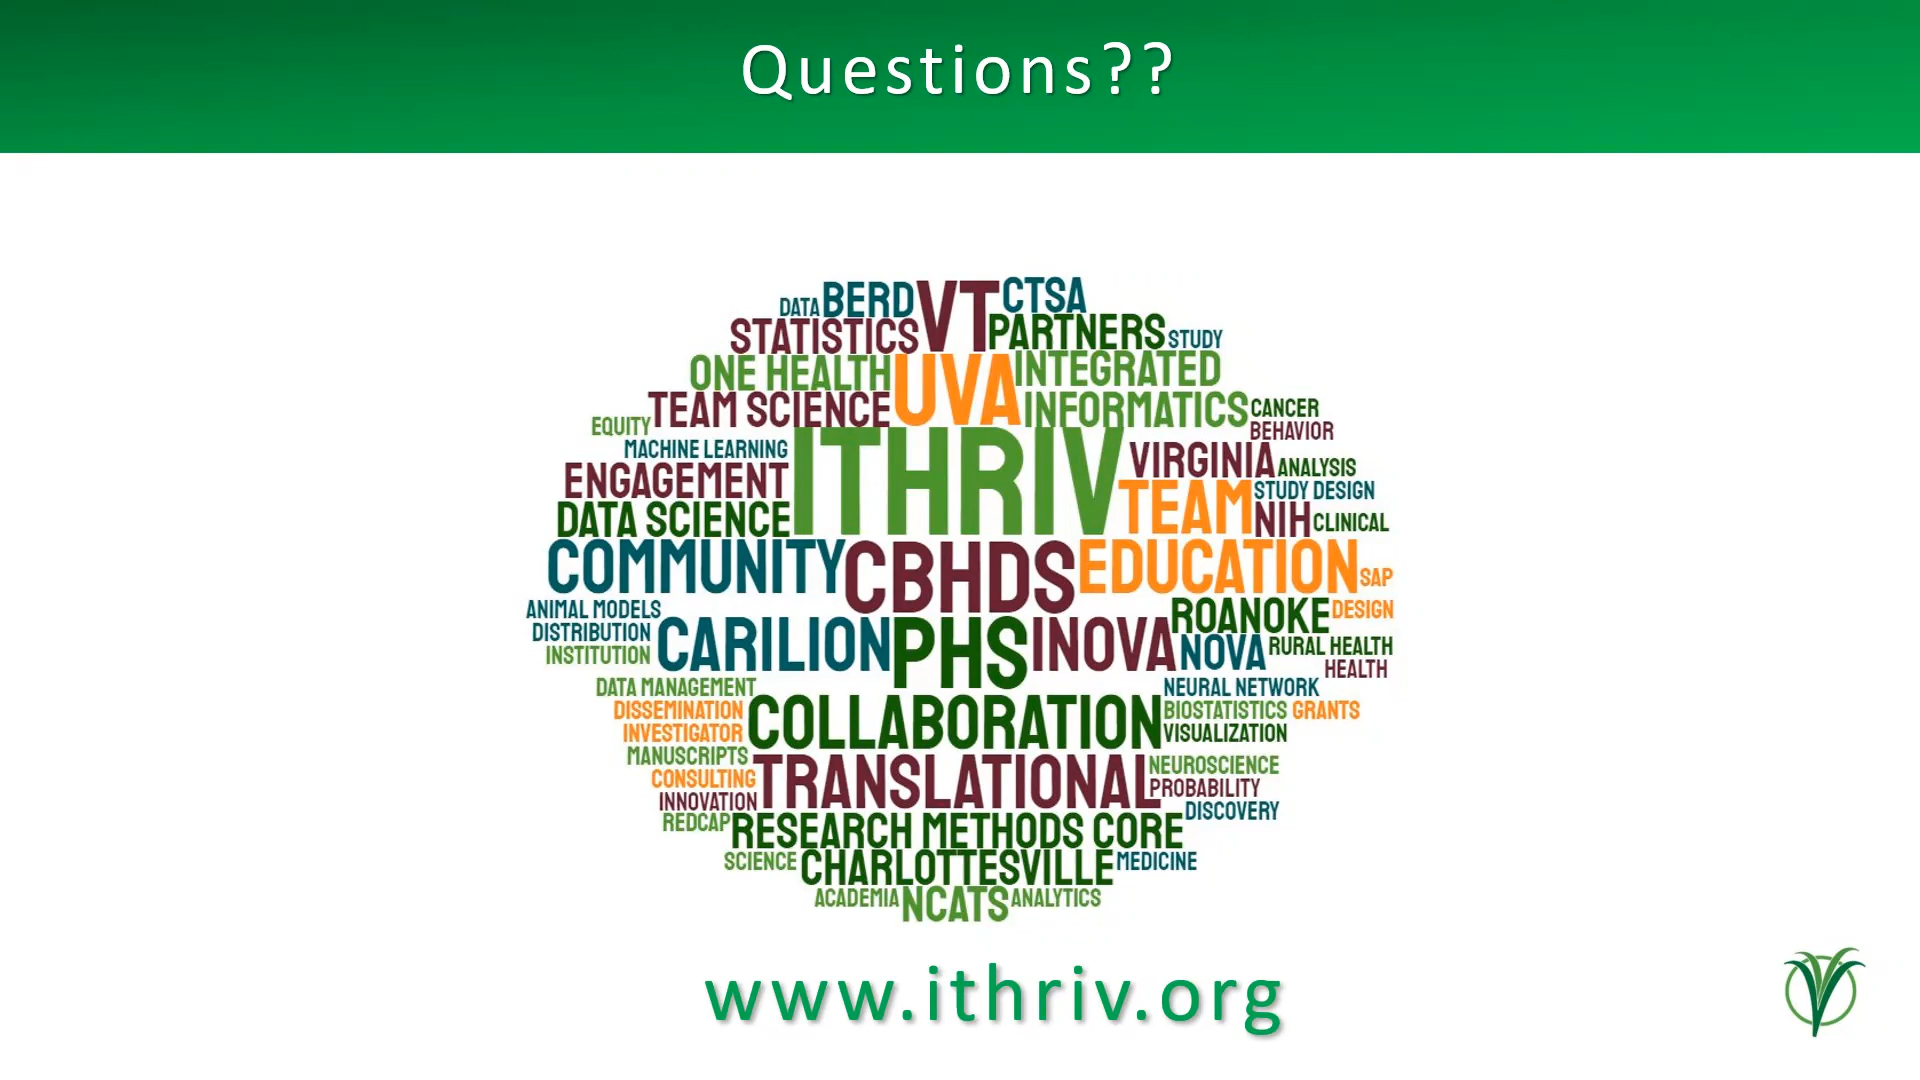 Questions??
DATA BERD VT CTSA
STATISTICS PARTNERS STUDY
ONE HEALTH UVA INTEGRATED
TEAM SCIENCE INFORMATICS CANCER
EQUITY BEHAVIOR
MACHINE LEARNING ITHRIV VIRGINIA ANALYSIS
ENGAGEMENT TEAM STUDY DESIGN
DATA SCIENCE NIH CLINICAL
COMMUNITY CBHDS EDUCATION SAP
ANIMAL MODELS ROANOKE DESIGN
DISTRIBUTION CARILION PHS INOVA NOVA RURAL HEALTH
INSTITUTION HEALTH
DATA MANAGEMENT NEURAL NETWORK
DISSEMINATION COLLABORATION BIOSTATISTICS GRANTS
INVESTIGATOR VISUALIZATION
MANUSCRIPTS NEUROSCIENCE
CONSULTING TRANSLATIONAL PROBABILITY
INNOVATION DISCOVERY
REDCAP RESEARCH METHODS CORE
SCIENCE CHARLOTTESVILLE MEDICINE
ACADEMIA NCATS ANALYTICS
www.ithriv.org